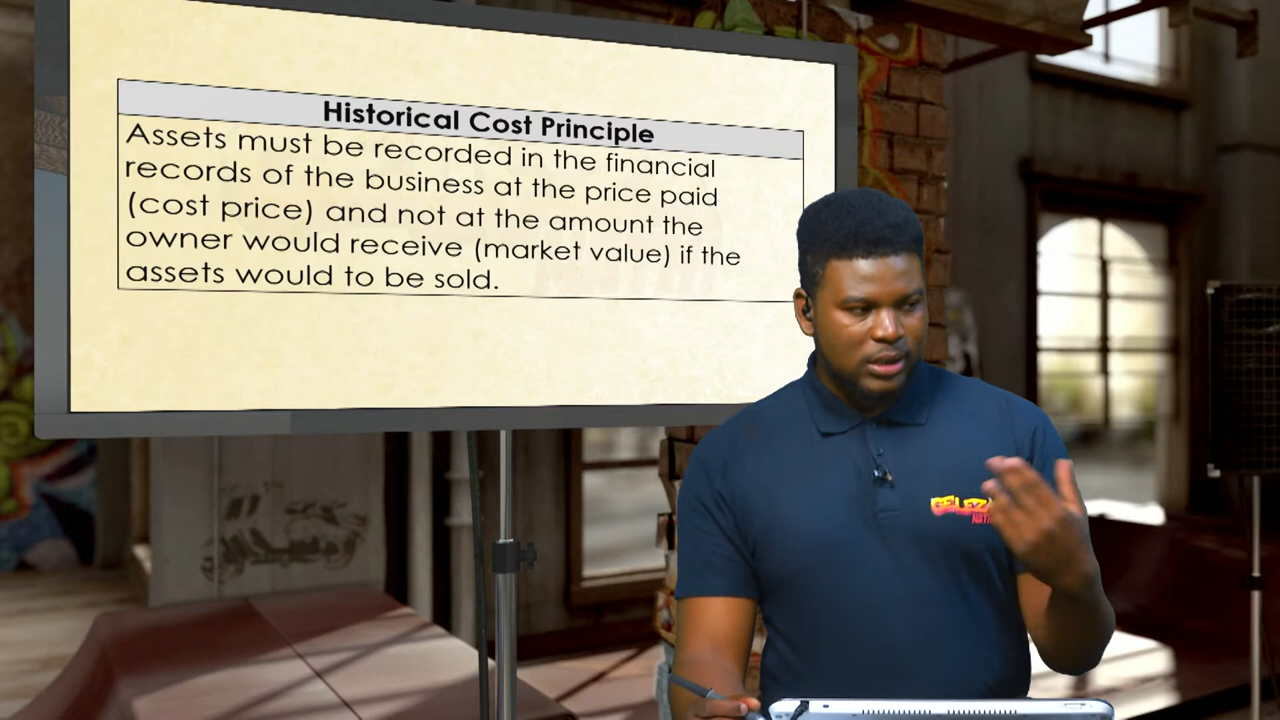 Historical Cost Principle
Assets must be recorded in the financial
records of the business at the price paid
(cost price) and not at the amount the
owner would receive (market value) if the
assets would to be sold.